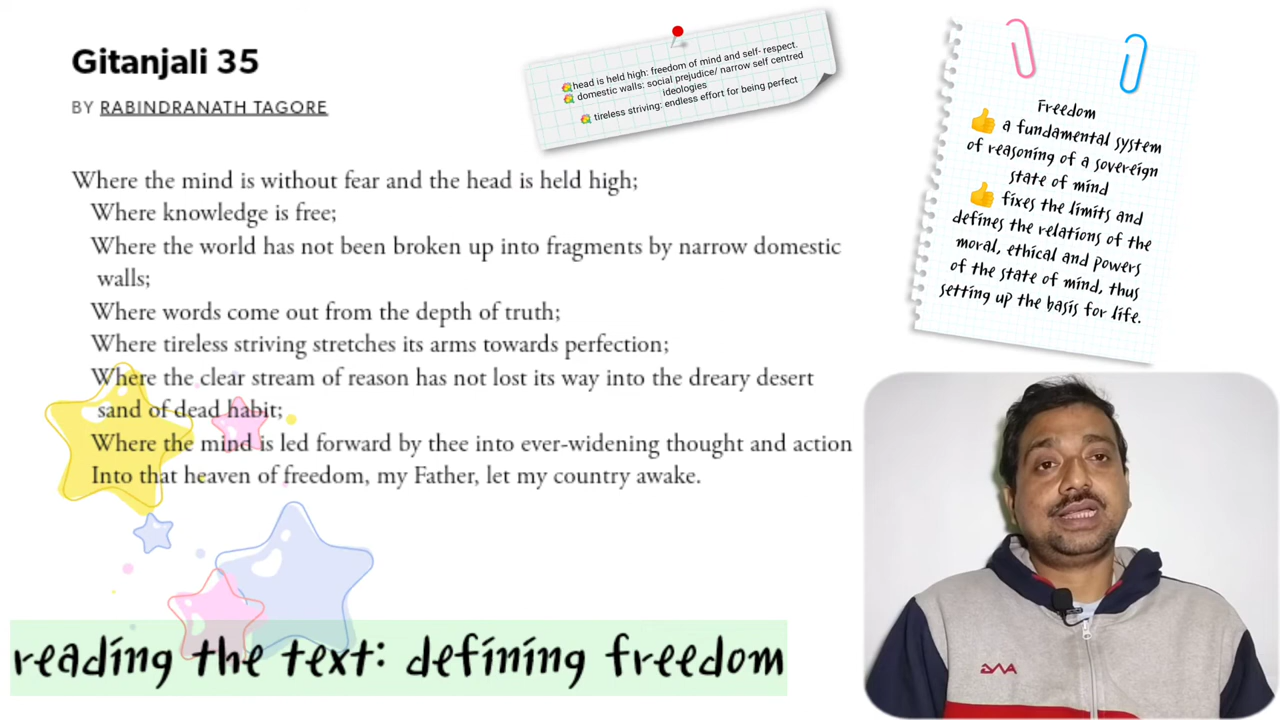 Gitanjali 35
BY RABINDRANATH TAGORE
Where the mind is without fear and the head is held high;
Where knowledge is free;
Where the world has not been broken up into fragments by narrow domestic
walls;
Where words come out from the depth of truth;
Where tireless striving stretches its arms towards perfection;
Where the clear stream of reason has not lost its way into the dreary desert
sand of dead habit;
Where the mind is led forward by thee into ever-widening thought and action
Into that heaven of freedom, my Father, let my country awake.
head is held high: freedom of mind and self- respect.
domestic walls: social prejudice/ narrow self centred
ideologies
tireless striving: endless effort for being perfect
Freedom
a fundamental system
of reasoning of a sovereign
state of mind
fixes the limits and
defines the relations of the
moral, ethical and powers
of the state of mind, thus
setting up the basis for life.
reading the text: defining freedom